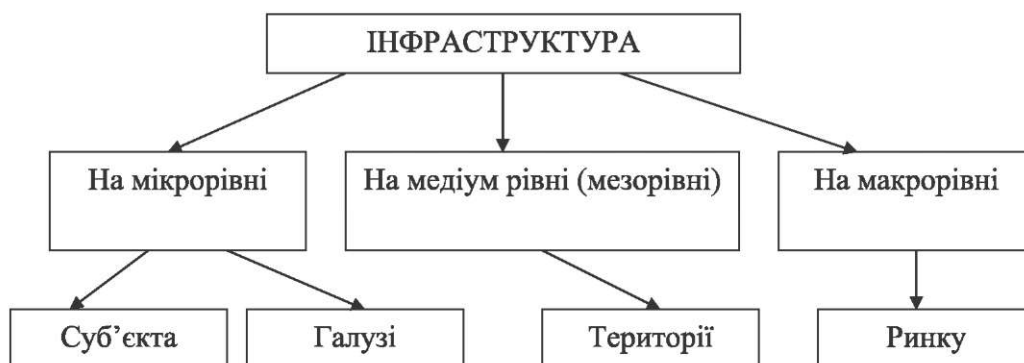 ІНФРАСТРУКТУРА
На мікрорівні
На медіум рівні (мезорівні)
На макрорівні
Суб’єкта
Галузі
Території
Ринку